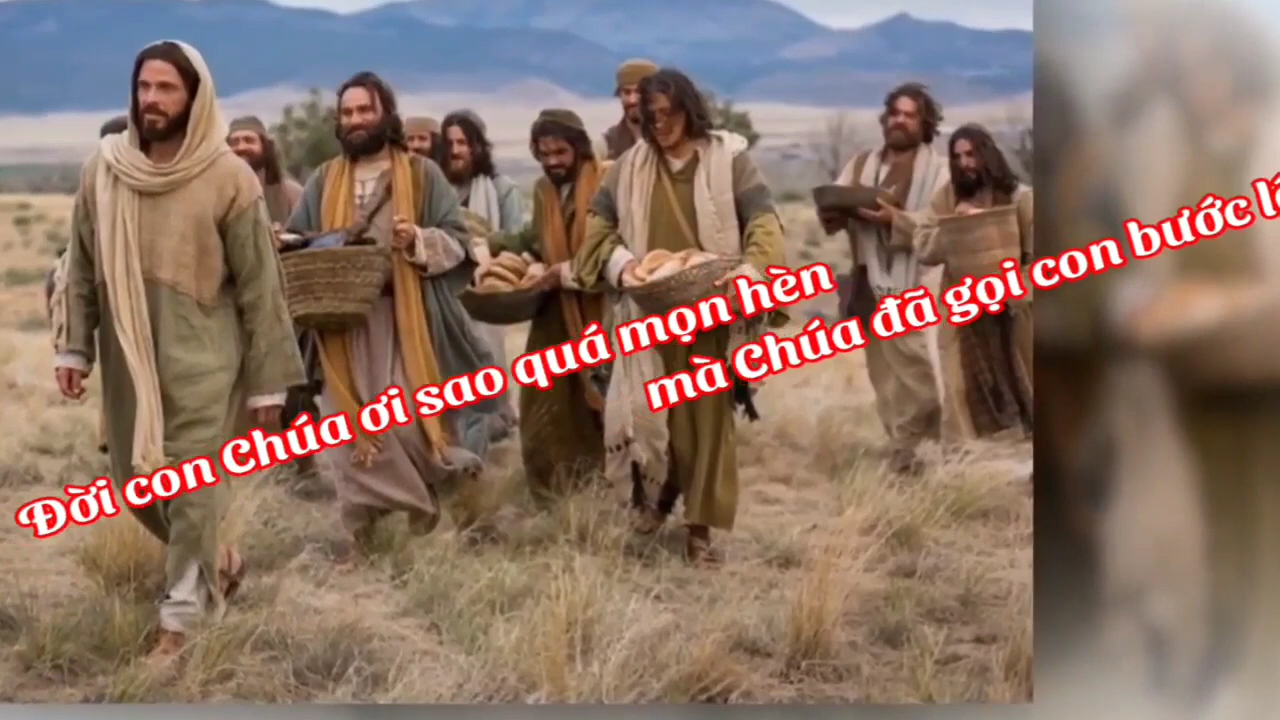 Đời con Chúa ơi sao quá mọn hèn
mà Chúa đã gọi con bước